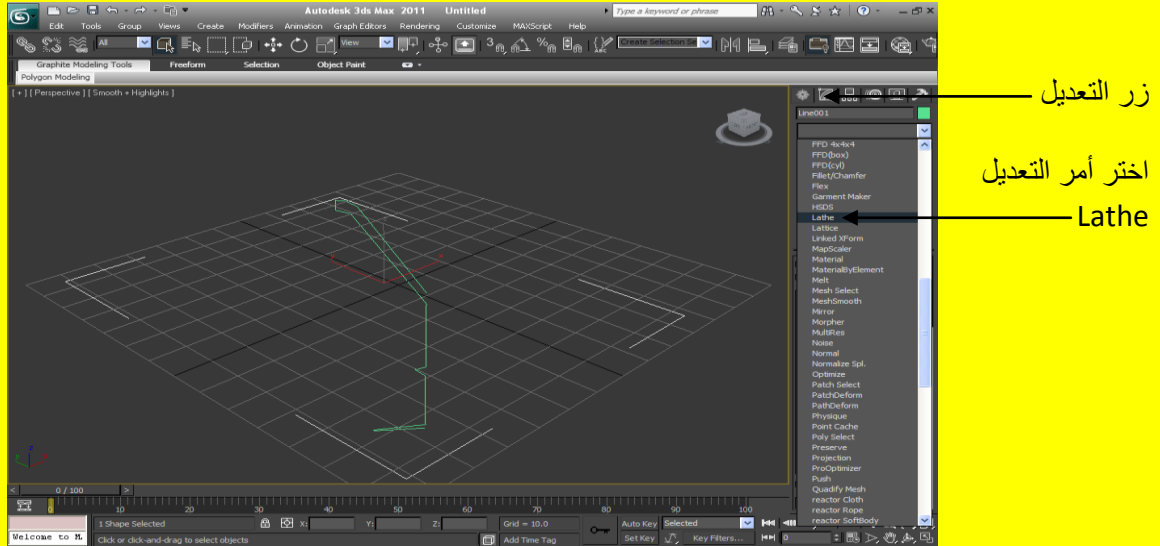 Autodesk 3ds Max 2011 Untitled
Type a keyword or phrase
Edit Tools Group Views Create Modifiers Animation Graph Editors Rendering Customize MAXScript Help
All
View
Create Selection Se
Graphite Modeling Tools Freeform Selection Object Paint
Polygon Modeling
[ + ] [ Perspective ] [ Smooth + Highlights ]
زر التعديل
Line001
اختر أمر التعديل
Lathe
FFD 4x4x4
FFD(box)
FFD(cyl)
Fillet/Chamfer
Flex
Garment Maker
HSDS
Lathe
Lattice
Linked XForm
MapScaler
Material
MaterialByElement
Melt
Mesh Select
MeshSmooth
Mirror
Morpher
MultiRes
Noise
Normal
Normalize Spl.
Optimize
Patch Select
PatchDeform
PathDeform
Physique
Point Cache
Poly Select
Preserve
Projection
ProOptimizer
Push
Quadify Mesh
reactor Cloth
reactor Rope
reactor SoftBody
0 / 100
0 10 20 30 40 50 60 70 80 90 100
1 Shape Selected X: Y: Z: Grid = 10.0 Auto Key Selected
Welcome to M. Click or click-and-drag to select objects Add Time Tag Set Key Key Filters... 0